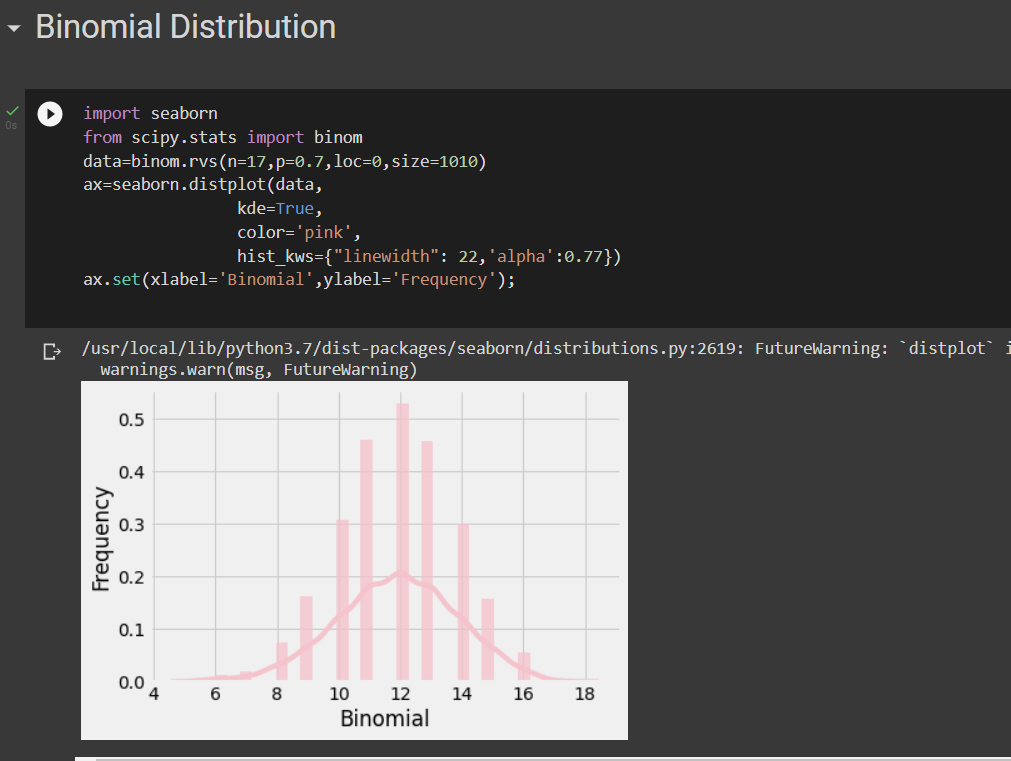 Binomial Distribution
0s
import seaborn
from scipy.stats import binom
data=binom.rvs(n=17,p=0.7,loc=0,size=1010)
ax=seaborn.distplot(data,
kde=True,
color='pink',
hist_kws={"linewidth": 22,'alpha':0.77})
ax.set(xlabel='Binomial',ylabel='Frequency');
/usr/local/lib/python3.7/dist-packages/seaborn/distributions.py:2619: FutureWarning: `distplot` i
warnings.warn(msg, FutureWarning)
0.5
0.4
0.3
0.2
0.1
0.0
Frequency
4 6 8 10 12 14 16 18
Binomial